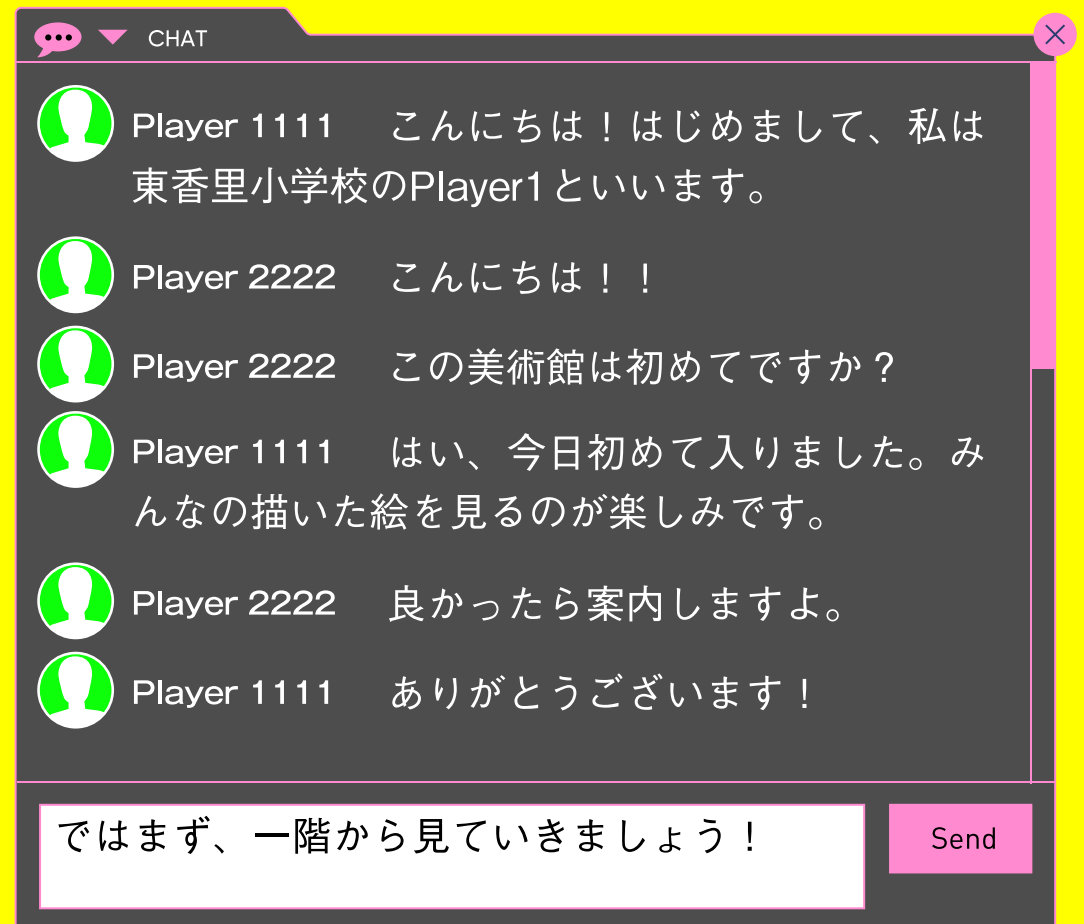 CHAT
Player 1111 こんにちは！はじめまして、私は
東香里小学校のPlayer1といいます。
Player 2222 こんにちは！！
Player 2222 この美術館は初めてですか？
Player 1111 はい、今日初めて入りました。み
んなの描いた絵を見るのが楽しみです。
Player 2222 良かったら案内しますよ。
Player 1111 ありがとうございます！
ではまず、一階から見ていきましょう！
Send